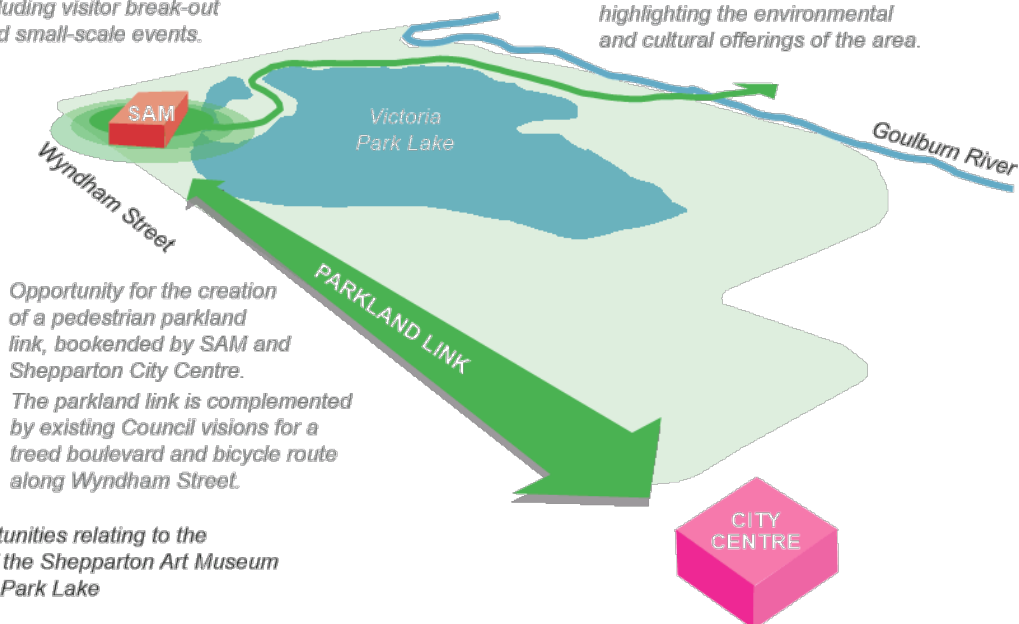 luding visitor break-out
d small-scale events.
highlighting the environmental
and cultural offerings of the area.
SAM
Victoria
Park Lake
Goulburn River
Wyndham Street
PARKLAND LINK
Opportunity for the creation
of a pedestrian parkland
link, bookended by SAM and
Shepparton City Centre.
The parkland link is complemented
by existing Council visions for a
treed boulevard and bicycle route
along Wyndham Street.
CITY
CENTRE
tunities relating to the
the Shepparton Art Museum
Park Lake